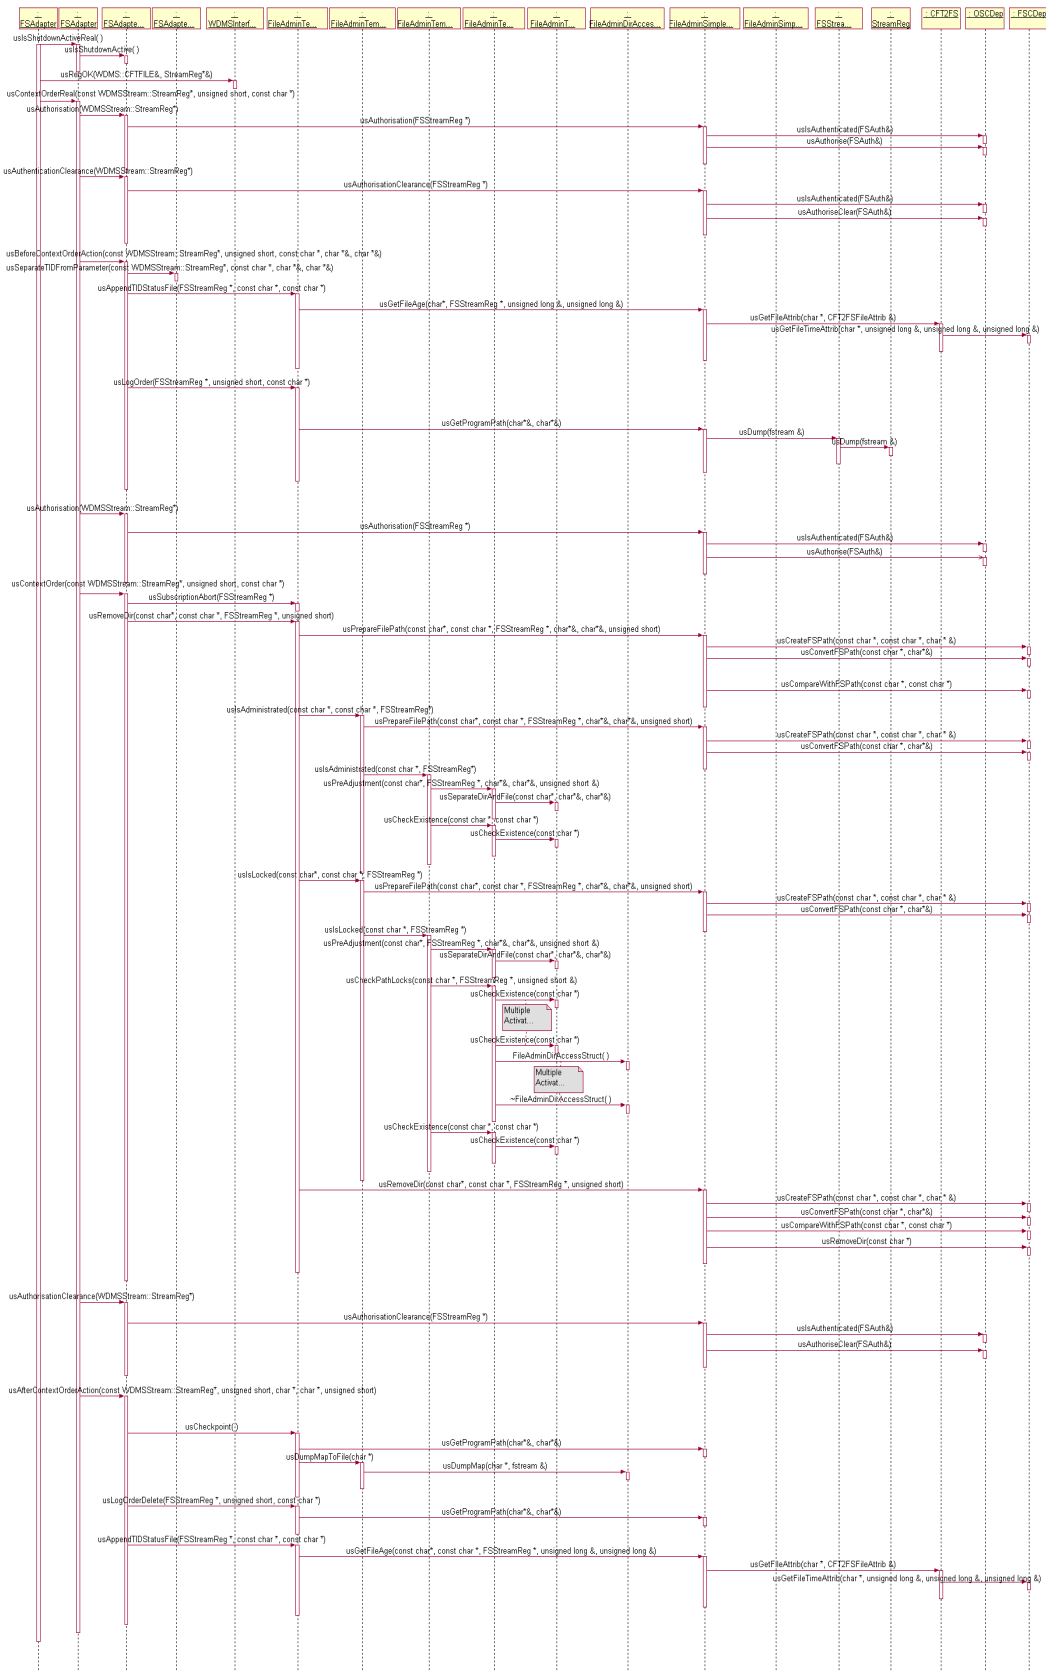 :
FSAdapter
:
FSAdapter
:
FSAdapte...
:
FSAdapte...
:
WDMSInterf...
:
FileAdminTe...
:
FileAdminTem...
:
FileAdminTem...
:
FileAdminTe...
:
FileAdminT...
:
FileAdminDirAcces...
:
FileAdminSimple...
:
FileAdminSimp...
:
FSStrea...
:
StreamReg
: CFT2FS
: OSCDep
: FSCDep
usIsShutdownActiveReal( )
usIsShutdownActive( )
usRegOK(WDMS::CFTFILE&, StreamReg*&)
usContextOrderReal(const WDMSStream::StreamReg*, unsigned short, const char *)
usAuthorisation(WDMSStream::StreamReg*)
usAuthorisation(FSStreamReg *)
usIsAuthenticated(FSAuth&)
usAuthorise(FSAuth&)
usAuthenticationClearance(WDMSStream::StreamReg*)
usAuthorisationClearance(FSStreamReg *)
usIsAuthenticated(FSAuth&)
usAuthoriseClear(FSAuth&)
usBeforeContextOrderAction(const WDMSStream::StreamReg*, unsigned short, const char *, char *&, char *&)
usSeparateTIDFromParameter(const WDMSStream::StreamReg*, const char *, char *&, char *&)
usAppendTIDStatusFile(FSStreamReg *, const char *, const char *)
usGetFileAge(char*, FSStreamReg *, unsigned long &, unsigned long &)
usGetFileAttrib(char *, CFT2FSFileAttrib &)
usGetFileTimeAttrib(char *, unsigned long &, unsigned long &, unsigned long &)
usLogOrder(FSStreamReg *, unsigned short, const char *)
usGetProgramPath(char*&, char*&)
usDump(fstream &)
usDump(fstream &)
usAuthorisation(WDMSStream::StreamReg*)
usAuthorisation(FSStreamReg *)
usIsAuthenticated(FSAuth&)
usAuthorise(FSAuth&)
usContextOrder(const WDMSStream::StreamReg*, unsigned short, const char *)
usSubscriptionAbort(FSStreamReg *)
usRemoveDir(const char*, const char *, FSStreamReg *, unsigned short)
usPrepareFilePath(const char*, const char *, FSStreamReg *, char*&, char*&, unsigned short)
usCreateFSPath(const char *, const char *, char * &)
usConvertFSPath(const char *, char*&)
usCompareWithFSPath(const char *, const char *)
usIsAdministrated(const char *, const char *, FSStreamReg*)
usPrepareFilePath(const char*, const char *, FSStreamReg *, char*&, char*&, unsigned short)
usCreateFSPath(const char *, const char *, char * &)
usConvertFSPath(const char *, char*&)
usIsAdministrated(const char *, FSStreamReg*)
usPreAdjustment(const char*, FSStreamReg *, char*&, char*&, unsigned short &)
usSeparateDirAndFile(const char*, char*&, char*&)
usCheckExistence(const char *, const char *)
usCheckExistence(const char *)
usIsLocked(const char*, const char *, FSStreamReg *)
usPrepareFilePath(const char*, const char *, FSStreamReg *, char*&, char*&, unsigned short)
usCreateFSPath(const char *, const char *, char * &)
usConvertFSPath(const char *, char*&)
usIsLocked(const char *, FSStreamReg *)
usPreAdjustment(const char*, FSStreamReg *, char*&, char*&, unsigned short &)
usSeparateDirAndFile(const char*, char*&, char*&)
usCheckPathLocks(const char *, FSStreamReg *, unsigned short &)
usCheckExistence(const char *)
Multiple
Activat...
usCheckExistence(const char *)
FileAdminDirAccessStruct( )
Multiple
Activat...
~FileAdminDirAccessStruct( )
usCheckExistence(const char *, const char *)
usCheckExistence(const char *)
usRemoveDir(const char*, const char *, FSStreamReg *, unsigned short)
usCreateFSPath(const char *, const char *, char * &)
usConvertFSPath(const char *, char*&)
usCompareWithFSPath(const char *, const char *)
usRemoveDir(const char *)
usAuthorisationClearance(WDMSStream::StreamReg*)
usAuthorisationClearance(FSStreamReg *)
usIsAuthenticated(FSAuth&)
usAuthoriseClear(FSAuth&)
usAfterContextOrderAction(const WDMSStream::StreamReg*, unsigned short, char *, char *, unsigned short)
usCheckpoint( )
usGetProgramPath(char*&, char*&)
usDumpMapToFile(char *)
usDumpMap(char *, fstream &)
usLogOrderDelete(FSStreamReg *, unsigned short, const char *)
usGetProgramPath(char*&, char*&)
usAppendTIDStatusFile(FSStreamReg *, const char *, const char *)
usGetFileAge(const char*, const char *, FSStreamReg *, unsigned long &, unsigned long &)
usGetFileAttrib(char *, CFT2FSFileAttrib &)
usGetFileTimeAttrib(char *, unsigned long &, unsigned long &, unsigned long &)